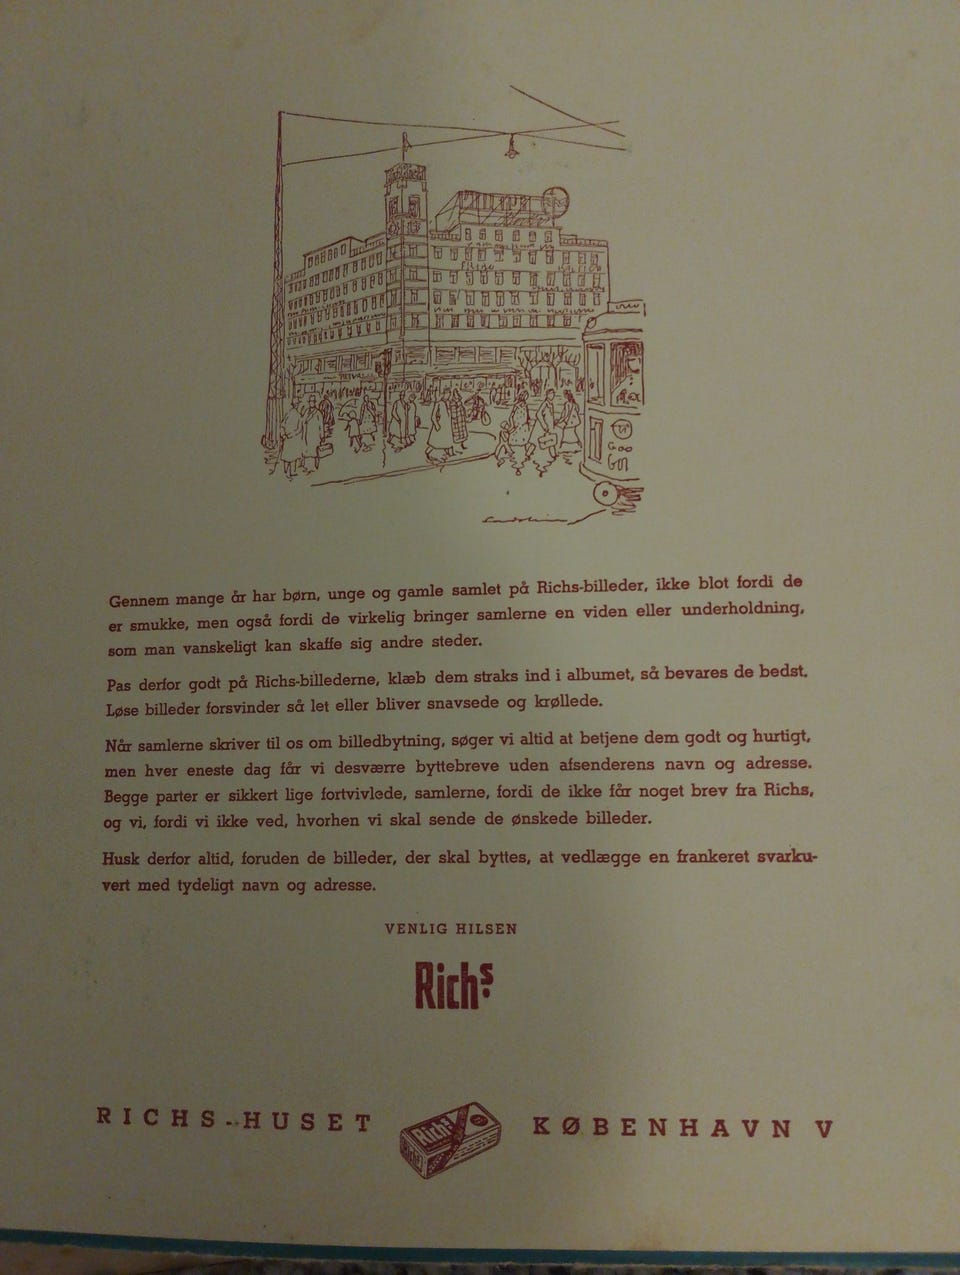 Gennem mange år har børn, unge og gamle samlet på Richs-billeder, ikke blot fordi de
er smukke, men også fordi de virkelig bringer samlerne en viden eller underholdning,
som man vanskeligt kan skaffe sig andre steder.
Pas derfor godt på Richs-billederne, klæb dem straks ind i albumet, så bevares de bedst.
Løse billeder forsvinder så let eller bliver snavsede og krøllede.
Når samlerne skriver til os om billedbytning, søger vi altid at betjene dem godt og hurtigt,
men hver eneste dag får vi desværre byttebreve uden afsenderens navn og adresse.
Begge parter er sikkert lige fortvivlede, samlerne, fordi de ikke får noget brev fra Richs,
og vi, fordi vi ikke ved, hvorhen vi skal sende de ønskede billeder.
Husk derfor altid, foruden de billeder, der skal byttes, at vedlægge en frankeret svarku-
vert med tydeligt navn og adresse.
VENLIG HILSEN
Richs.
RICHS-HUSET
Richs
Richs
KØBENHAVN V